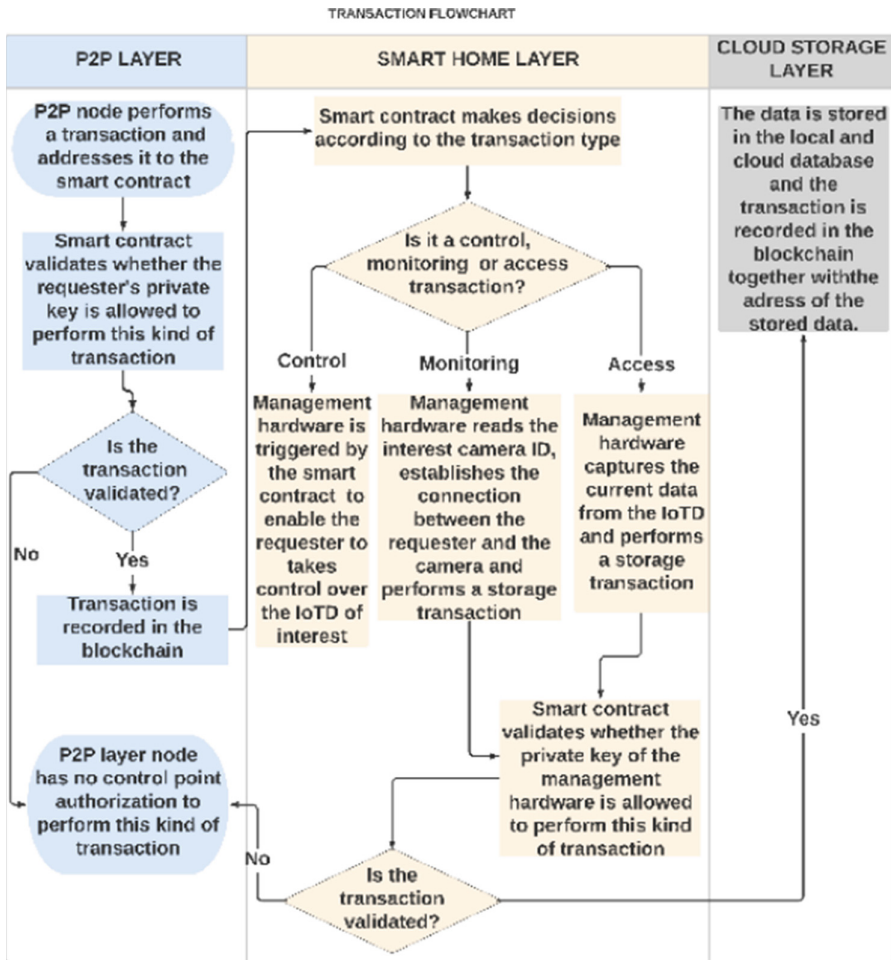 TRANSACTION FLOWCHART
P2P LAYER
SMART HOME LAYER
CLOUD STORAGE
LAYER
P2P node performs
a transaction and
addresses it to the
smart contract
Smart contract
validates whether the
requester's private
key is allowed to
perform this kind of
transaction
Is the
transaction
validated?
No
Yes
Transaction is
recorded in the
blockchain
P2P layer node
has no control point
authorization to
perform this kind of
transaction
Smart contract makes decisions
according to the transaction type
Is it a control,
monitoring or access
transaction?
Control
Monitoring
Access
Management
hardware is
triggered by
the smart
contract to
enable the
requester to
takes
control over
the IoTD of
interest
Management
hardware reads the
interest camera ID,
establishes the
connection
between the
requester and the
camera and
performs a storage
transaction
Management
hardware
captures the
current data
from the IoTD
and performs
a storage
transaction
Smart contract
validates whether the
private key of the
management
hardware is allowed
to perform this kind
of transaction
Is the
transaction
validated?
No
Yes
The data is stored
in the local and
cloud database
and the
transaction is
recorded in the
blockchain
together withthe
adress of the
stored data.